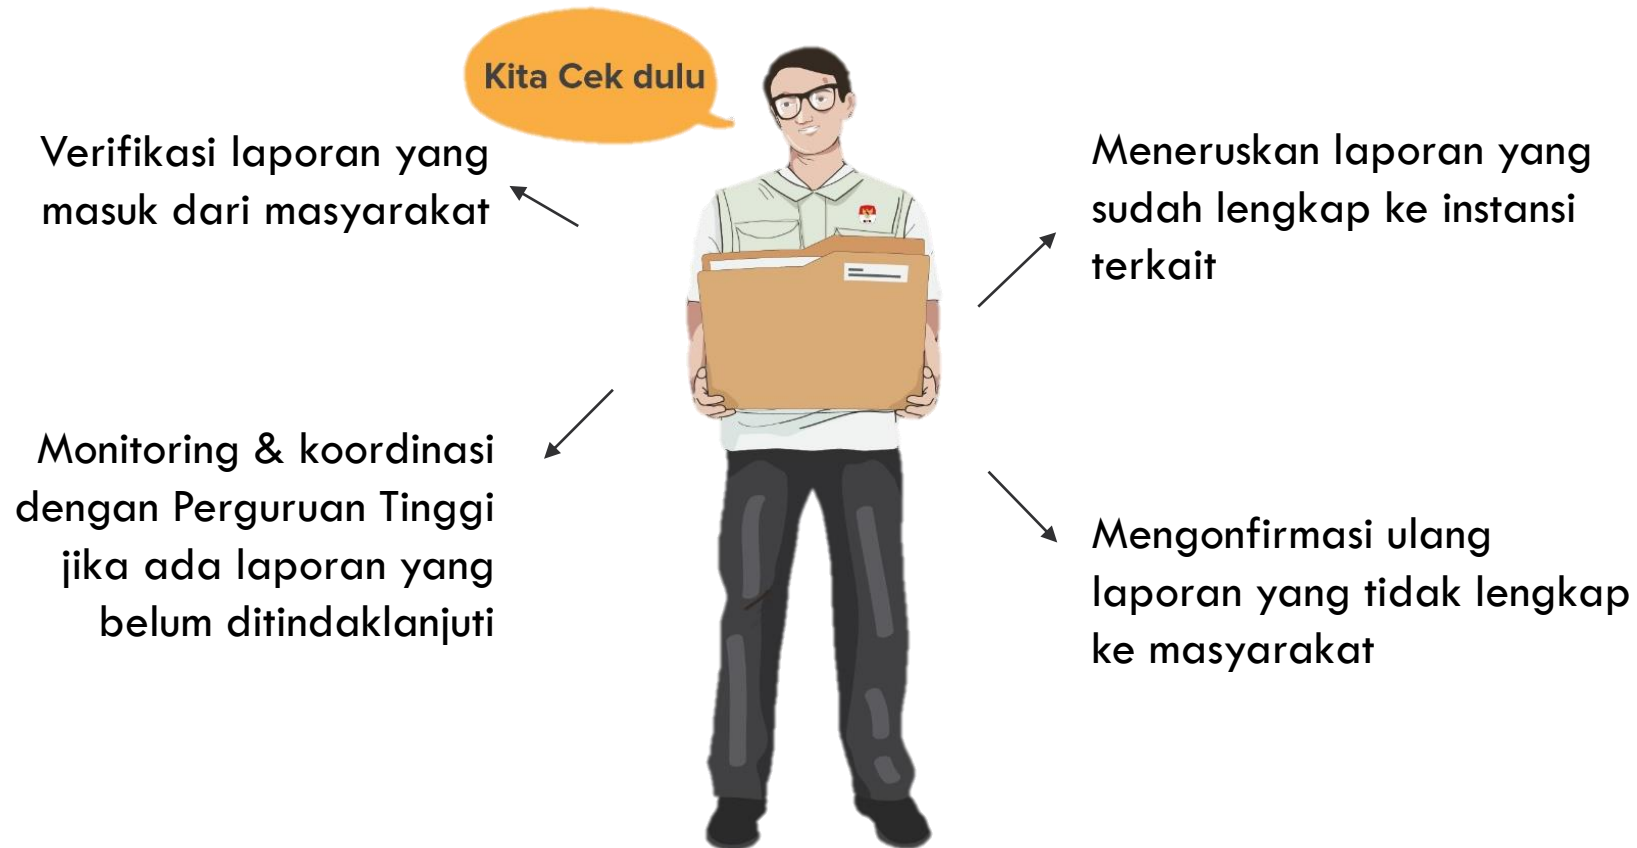 Kita Cek dulu
Verifikasi laporan yang
masuk dari masyarakat
Meneruskan laporan yang
sudah lengkap ke instansi
terkait
Monitoring & koordinasi
dengan Perguruan Tinggi
jika ada laporan yang
belum ditindaklanjuti
Mengonfirmasi ulang
laporan yang tidak lengkap
ke masyarakat